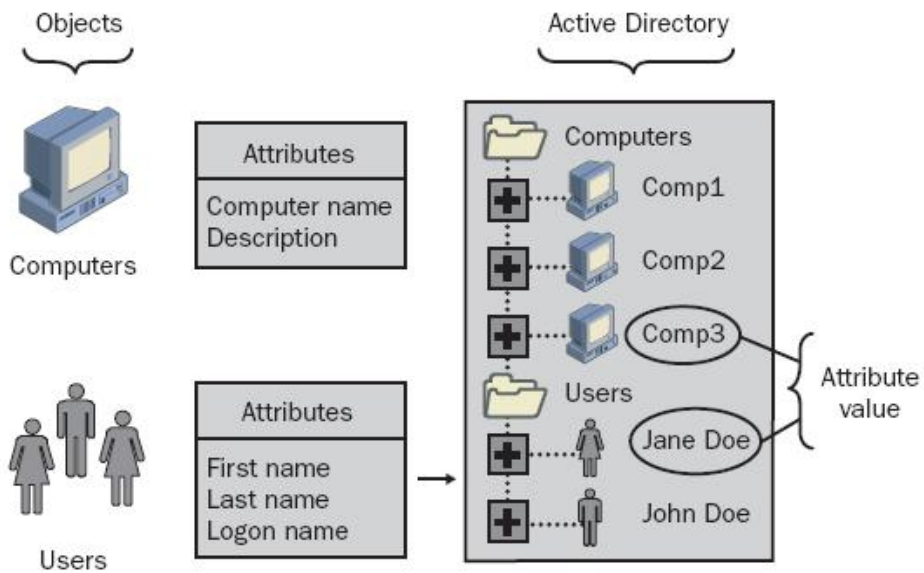 Objects
Active Directory
Attributes
Computer name
Description
Computers
Computers
Comp1
Comp2
Comp3
Users
Jane Doe
John Doe
Attribute
value
Attributes
First name
Last name
Logon name
Users